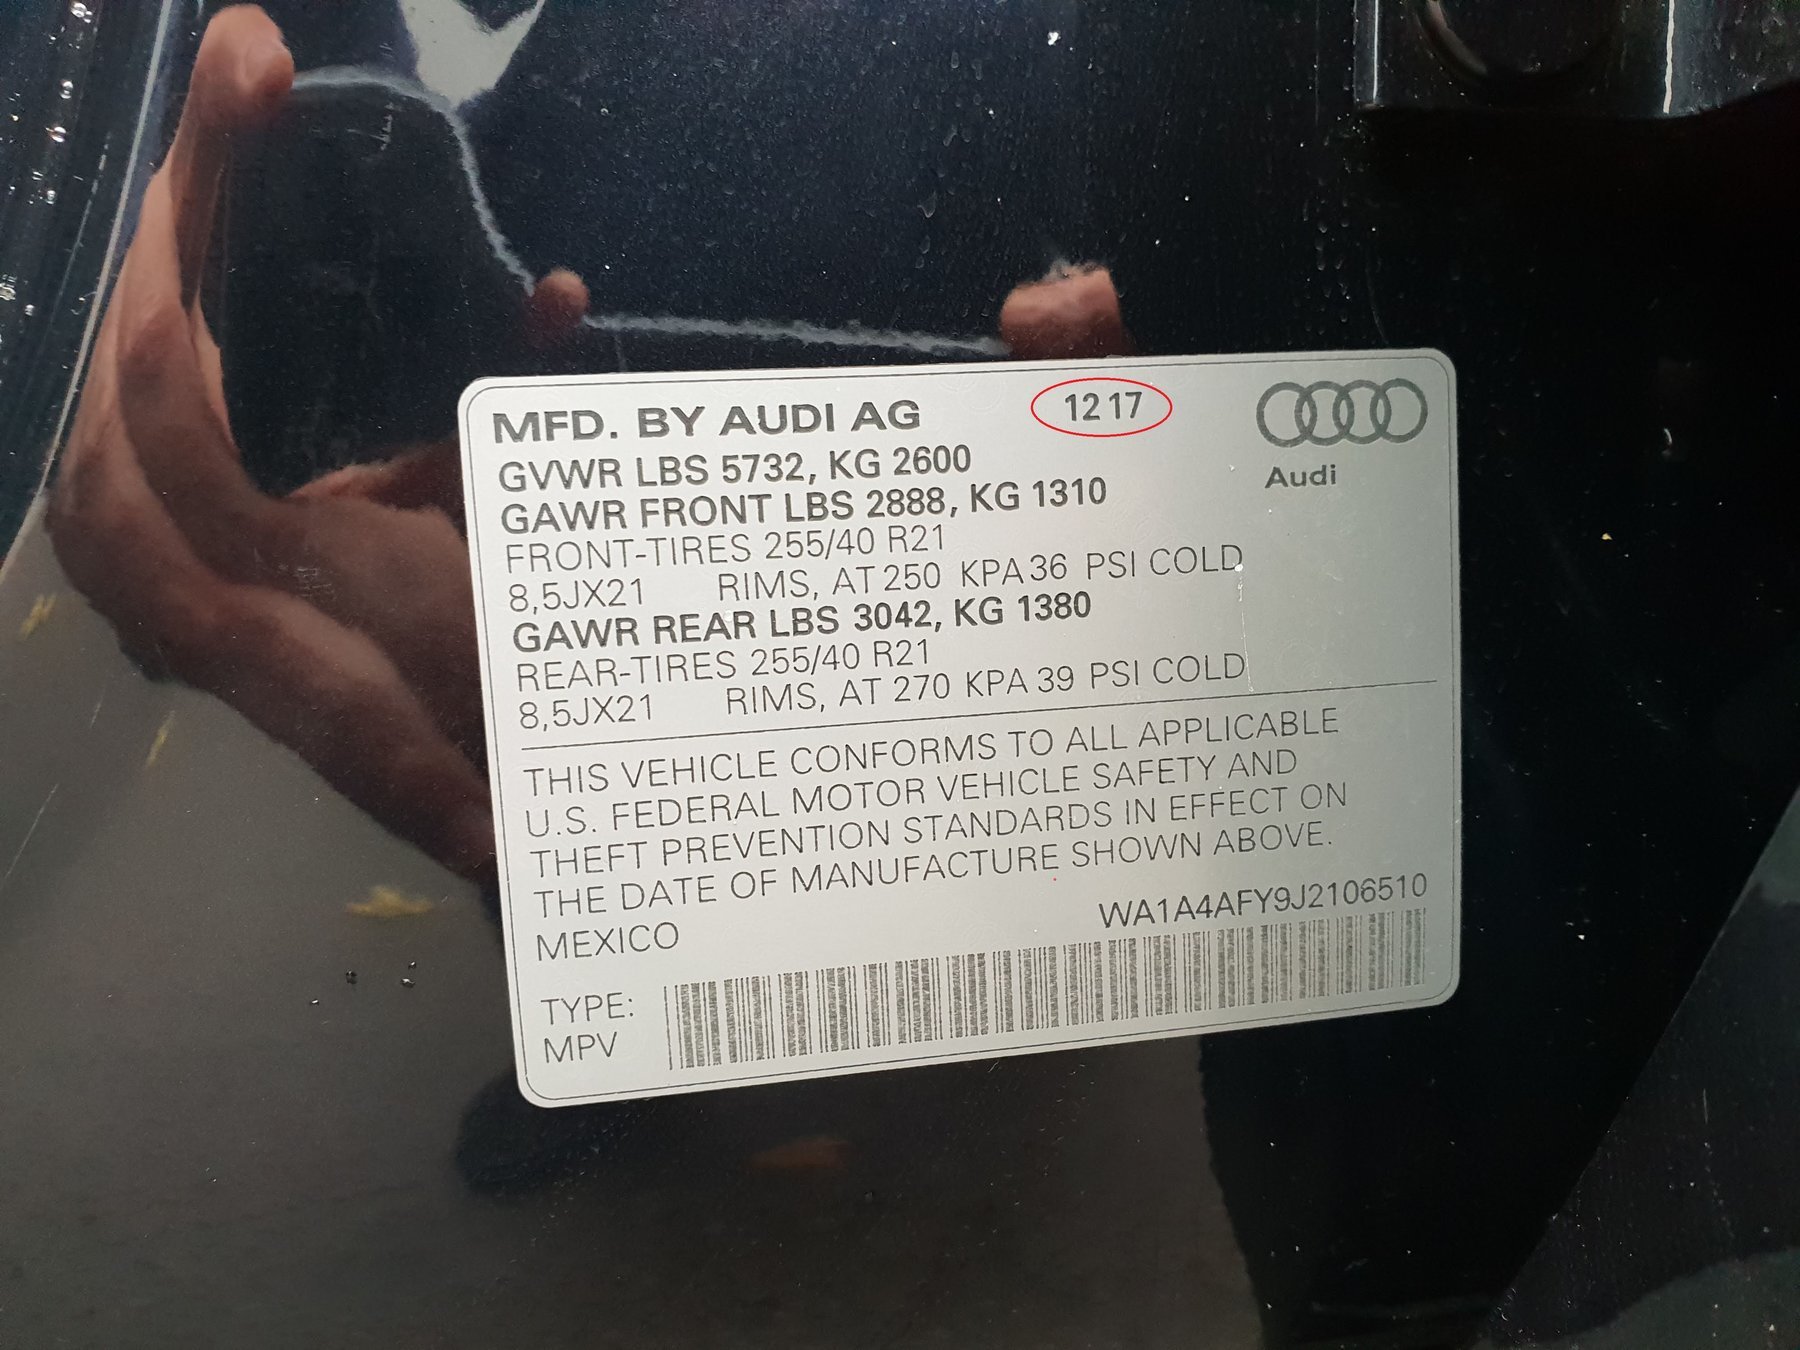 MFD. BY AUDI AG 12 17
GVWR LBS 5732, KG 2600
GAWR FRONT LBS 2888, KG 1310
Audi
FRONT-TIRES 255/40 R21
8,5JX21 RIMS, AT 250 KPA 36 PSI COLD
GAWR REAR LBS 3042, KG 1380
REAR-TIRES 255/40 R21
8,5JX21 RIMS, AT 270 KPA 39 PSI COLD
THIS VEHICLE CONFORMS TO ALL APPLICABLE
U.S. FEDERAL MOTOR VEHICLE SAFETY AND
THEFT PREVENTION STANDARDS IN EFFECT ON
THE DATE OF MANUFACTURE SHOWN ABOVE.
WA1A4AFY9J2106510
MEXICO
TYPE:
MPV